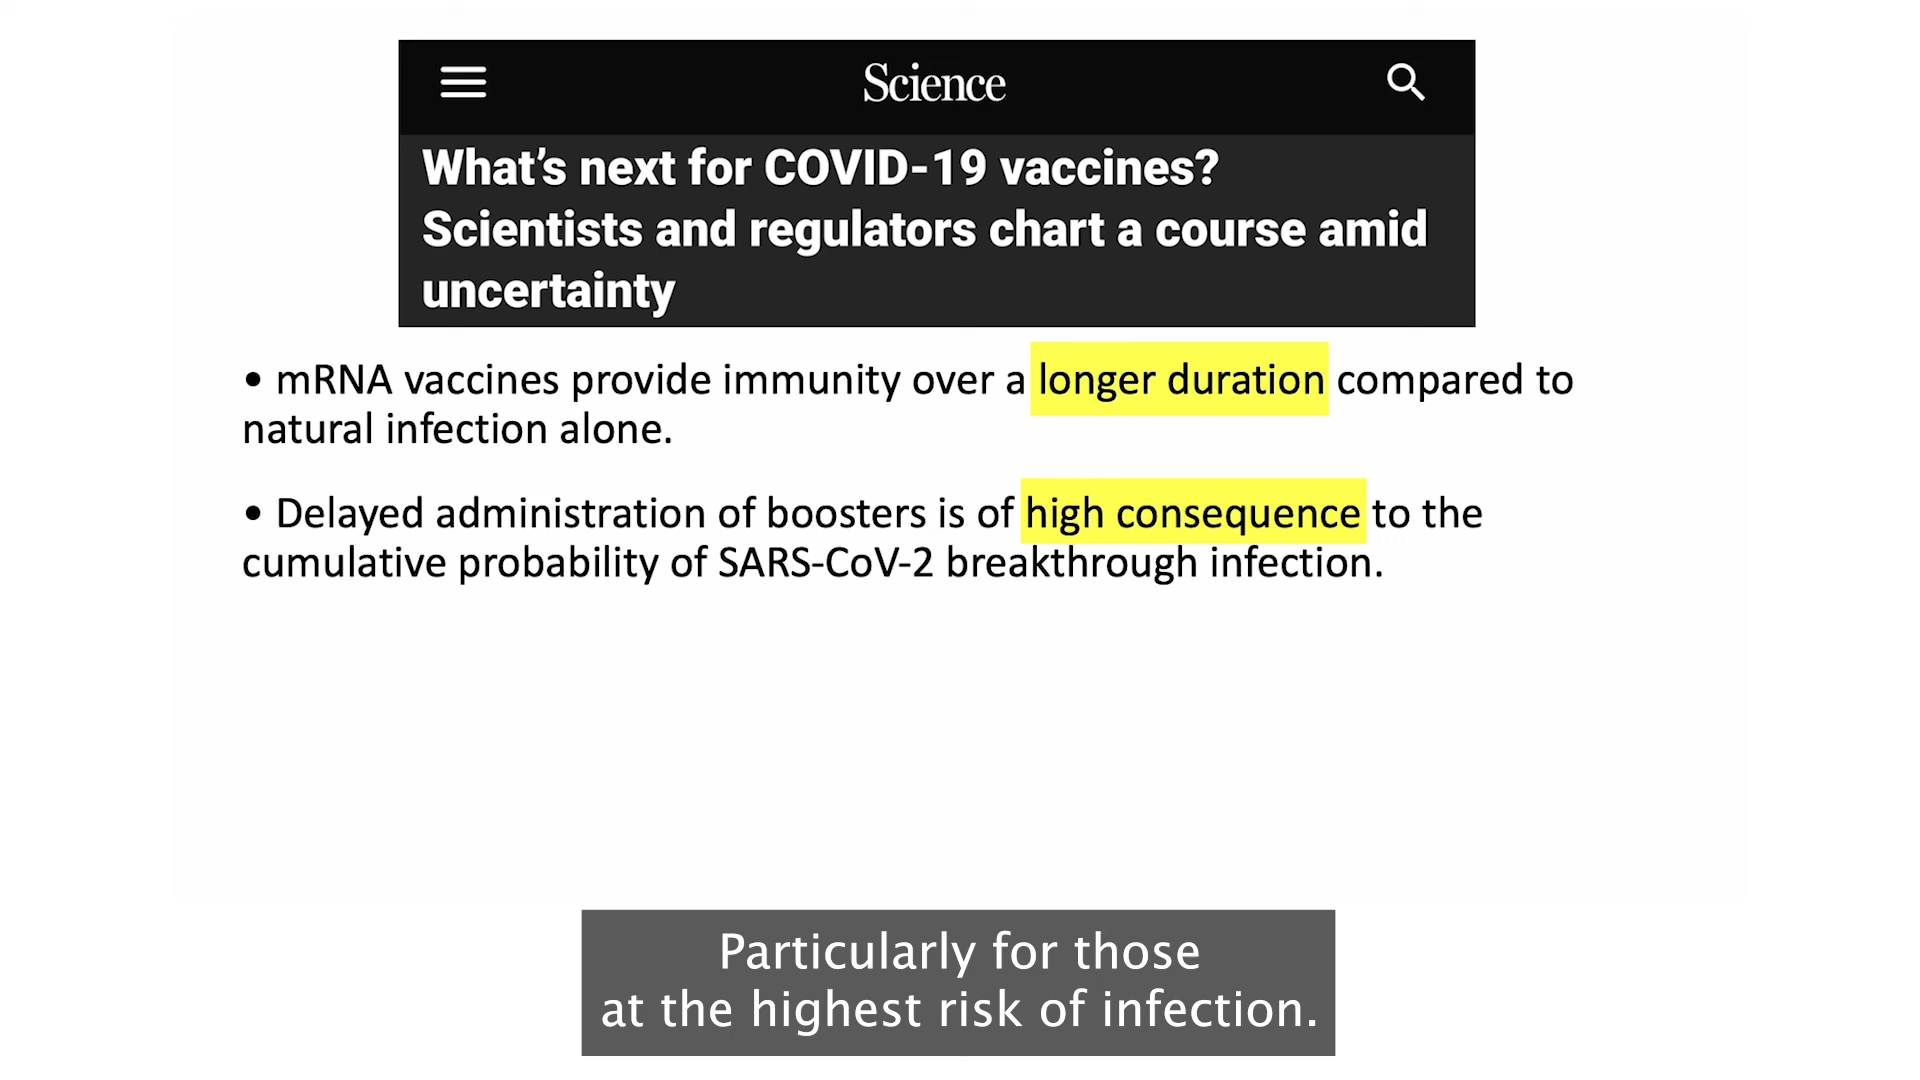 Science
What’s next for COVID-19 vaccines?
Scientists and regulators chart a course amid
uncertainty
• mRNA vaccines provide immunity over a longer duration compared to
natural infection alone.
• Delayed administration of boosters is of high consequence to the
cumulative probability of SARS-CoV-2 breakthrough infection.
Particularly for those
at the highest risk of infection.